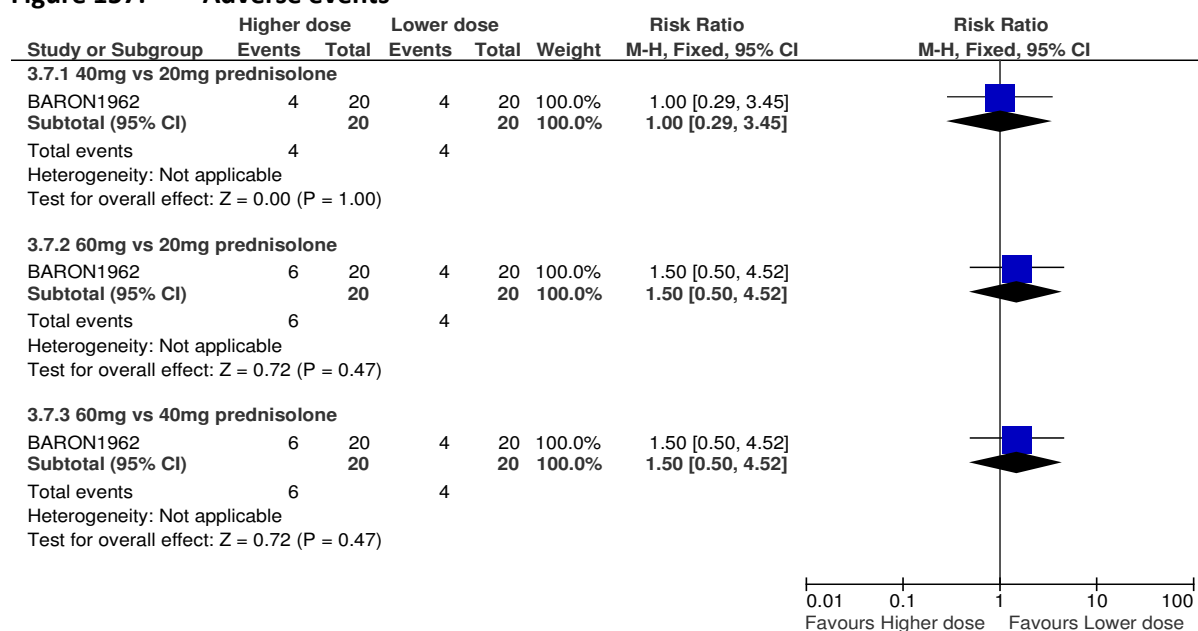 Higher dose Lower dose Risk Ratio Risk Ratio
Study or Subgroup Events Total Events Total Weight M-H, Fixed, 95% CI M-H, Fixed, 95% CI
3.7.1 40mg vs 20mg prednisolone
BARON1962 4 20 4 20 100.0% 1.00 [0.29, 3.45]
Subtotal (95% CI) 20 20 100.0% 1.00 [0.29, 3.45]
Total events 4 4
Heterogeneity: Not applicable
Test for overall effect: Z = 0.00 (P = 1.00)
3.7.2 60mg vs 20mg prednisolone
BARON1962 6 20 4 20 100.0% 1.50 [0.50, 4.52]
Subtotal (95% CI) 20 20 100.0% 1.50 [0.50, 4.52]
Total events 6 4
Heterogeneity: Not applicable
Test for overall effect: Z = 0.72 (P = 0.47)
3.7.3 60mg vs 40mg prednisolone
BARON1962 6 20 4 20 100.0% 1.50 [0.50, 4.52]
Subtotal (95% CI) 20 20 100.0% 1.50 [0.50, 4.52]
Total events 6 4
Heterogeneity: Not applicable
Test for overall effect: Z = 0.72 (P = 0.47)
0.01 0.1 1 10 100
Favours Higher dose Favours Lower dose